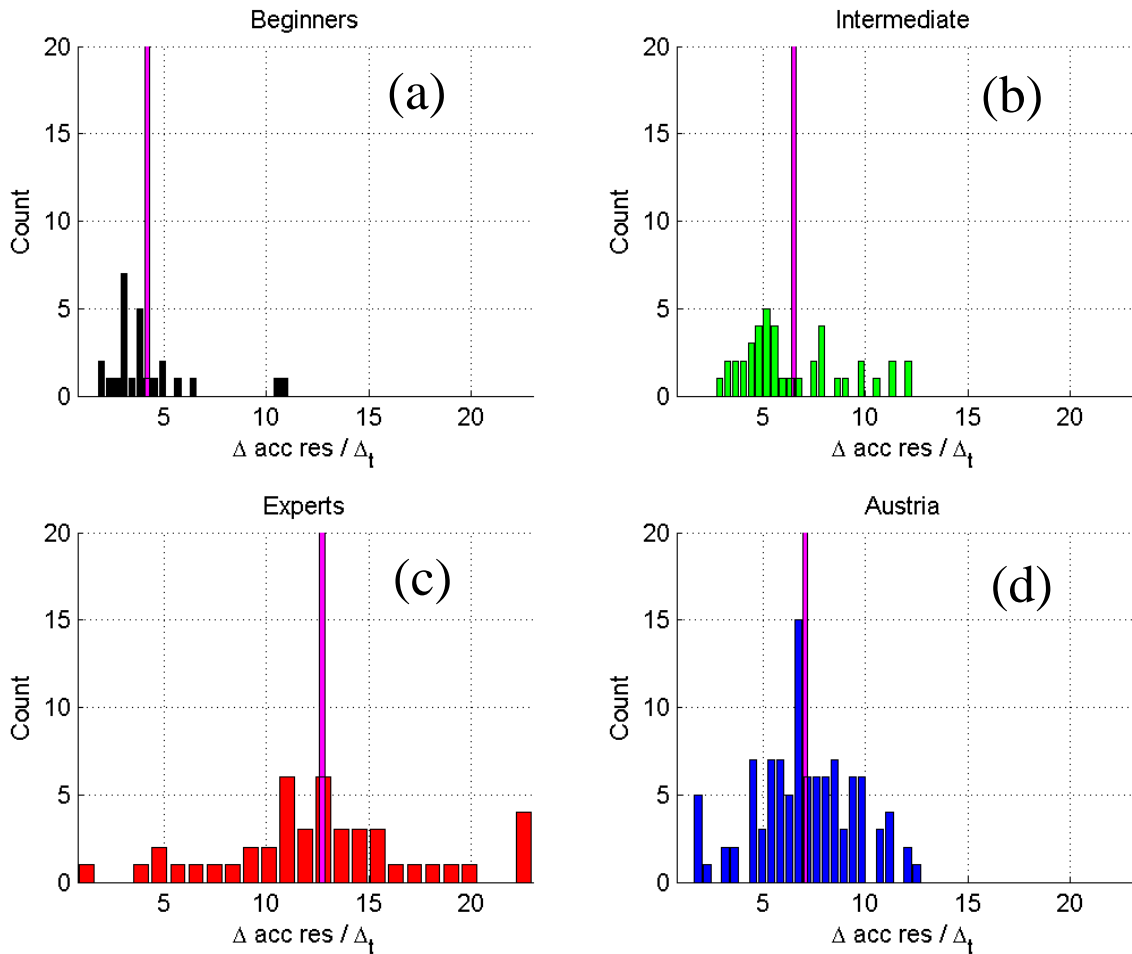 Beginners
20
15
10
5
0
Count
(a)
5
10
15
20
Δ acc res / Δt
Intermediate
20
15
10
5
0
Count
(b)
5
10
15
20
Δ acc res / Δt
Experts
20
15
10
5
0
Count
(c)
5
10
15
20
Δ acc res / Δt
Austria
20
15
10
5
0
Count
(d)
5
10
15
20
Δ acc res / Δt